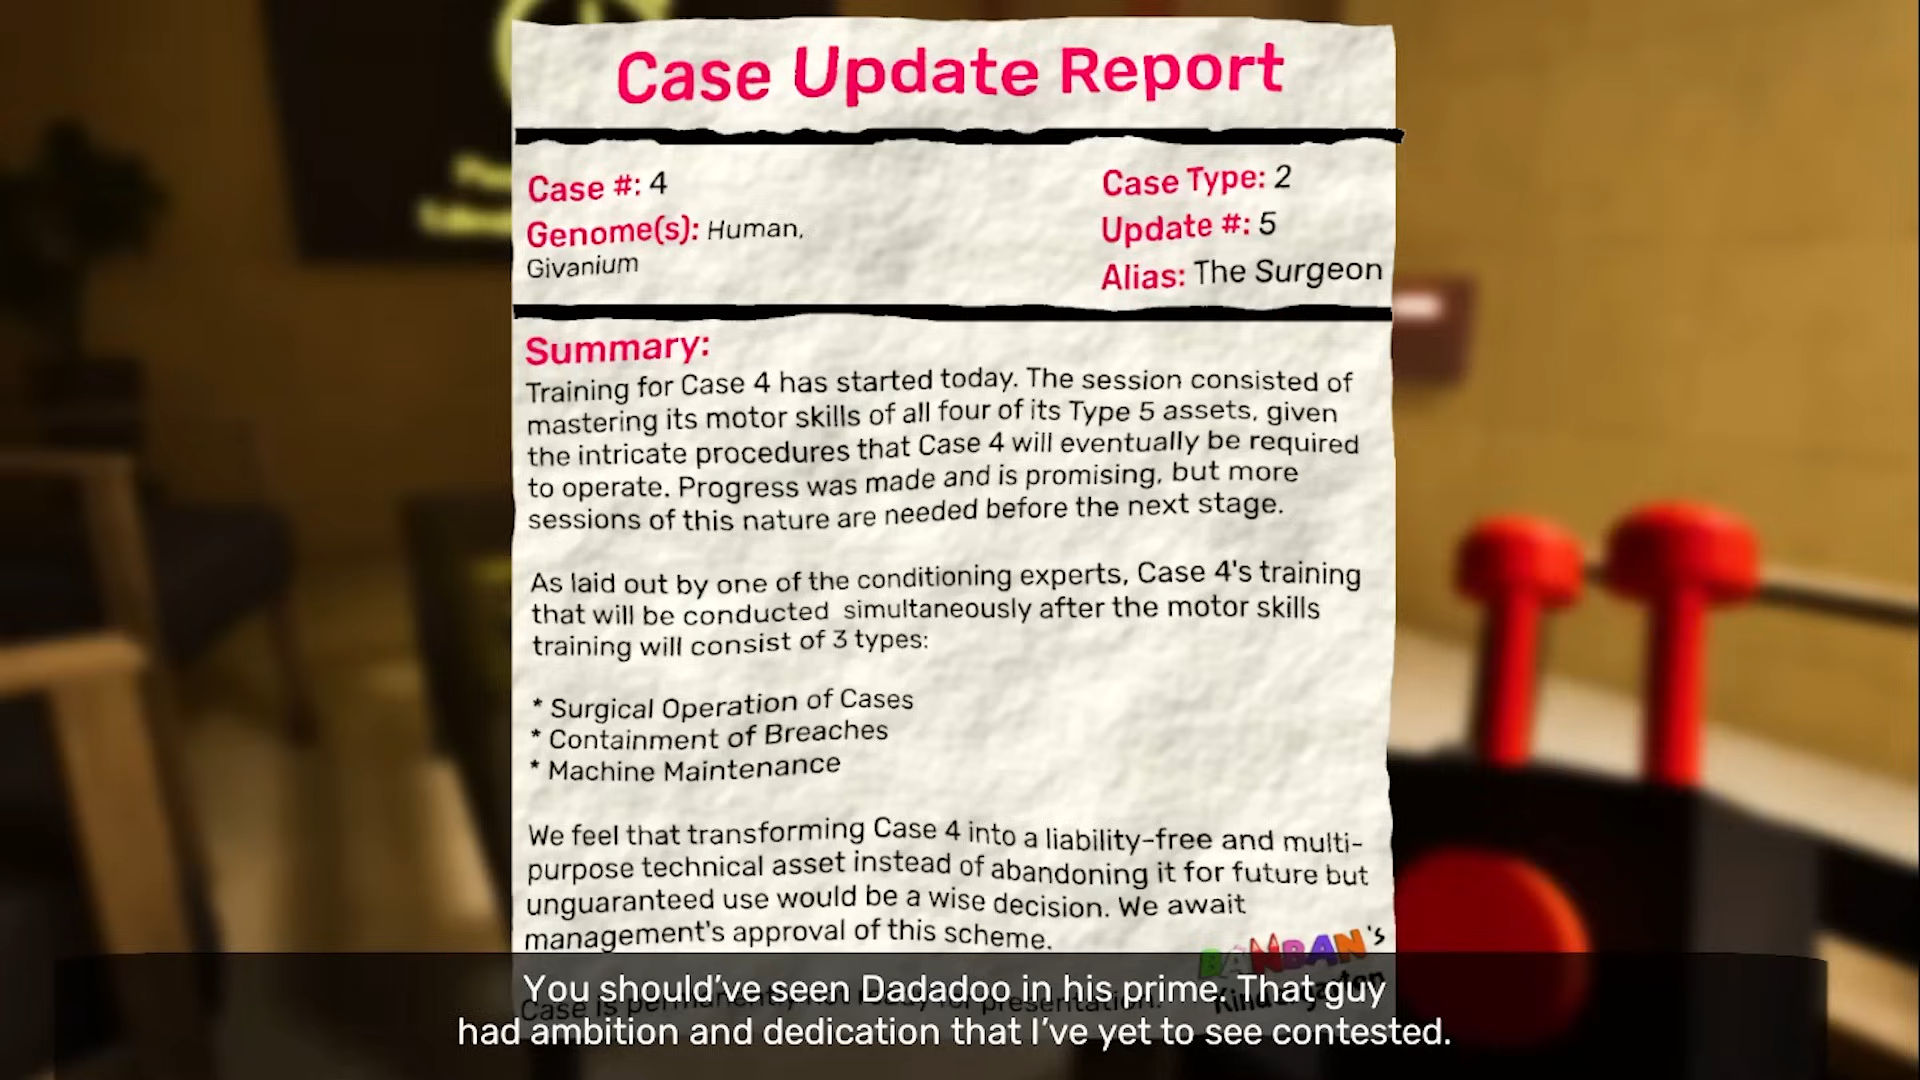 Case Update Report
Case #: 4
Genome(s): Human,
Givanium
Case Type: 2
Update #: 5
Alias: The Surgeon
Summary:
Training for Case 4 has started today. The session consisted of
mastering its motor skills of all four of its Type 5 assets, given
the intricate procedures that Case 4 will eventually be required
to operate. Progress was made and is promising, but more
sessions of this nature are needed before the next stage.
As laid out by one of the conditioning experts, Case 4's training
that will be conducted simultaneously after the motor skills
training will consist of 3 types:
* Surgical Operation of Cases
* Containment of Breaches
* Machine Maintenance
We feel that transforming Case 4 into a liability-free and multi-
purpose technical asset instead of abandoning it for future but
unguaranteed use would be a wise decision. We await
management's approval of this scheme.
BANBAN's
Kindergarten
Case is permanently not ready for presentation.
You should've seen Dadadoo in his prime. That guy
had ambition and dedication that I've yet to see contested.